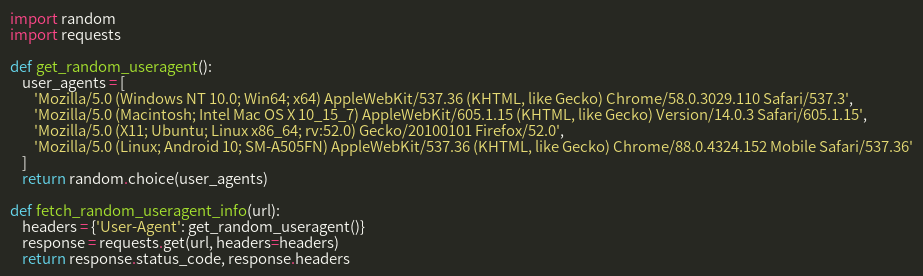 import random
import requests

def get_random_useragent():
    user_agents = [
        'Mozilla/5.0 (Windows NT 10.0; Win64; x64) AppleWebKit/537.36 (KHTML, like Gecko) Chrome/58.0.3029.110 Safari/537.3',
        'Mozilla/5.0 (Macintosh; Intel Mac OS X 10_15_7) AppleWebKit/605.1.15 (KHTML, like Gecko) Version/14.0.3 Safari/605.1.15',
        'Mozilla/5.0 (X11; Ubuntu; Linux x86_64; rv:52.0) Gecko/20100101 Firefox/52.0',
        'Mozilla/5.0 (Linux; Android 10; SM-A505FN) AppleWebKit/537.36 (KHTML, like Gecko) Chrome/88.0.4324.152 Mobile Safari/537.36'
    ]
    return random.choice(user_agents)

def fetch_random_useragent_info(url):
    headers = {'User-Agent': get_random_useragent()}
    response = requests.get(url, headers=headers)
    return response.status_code, response.headers